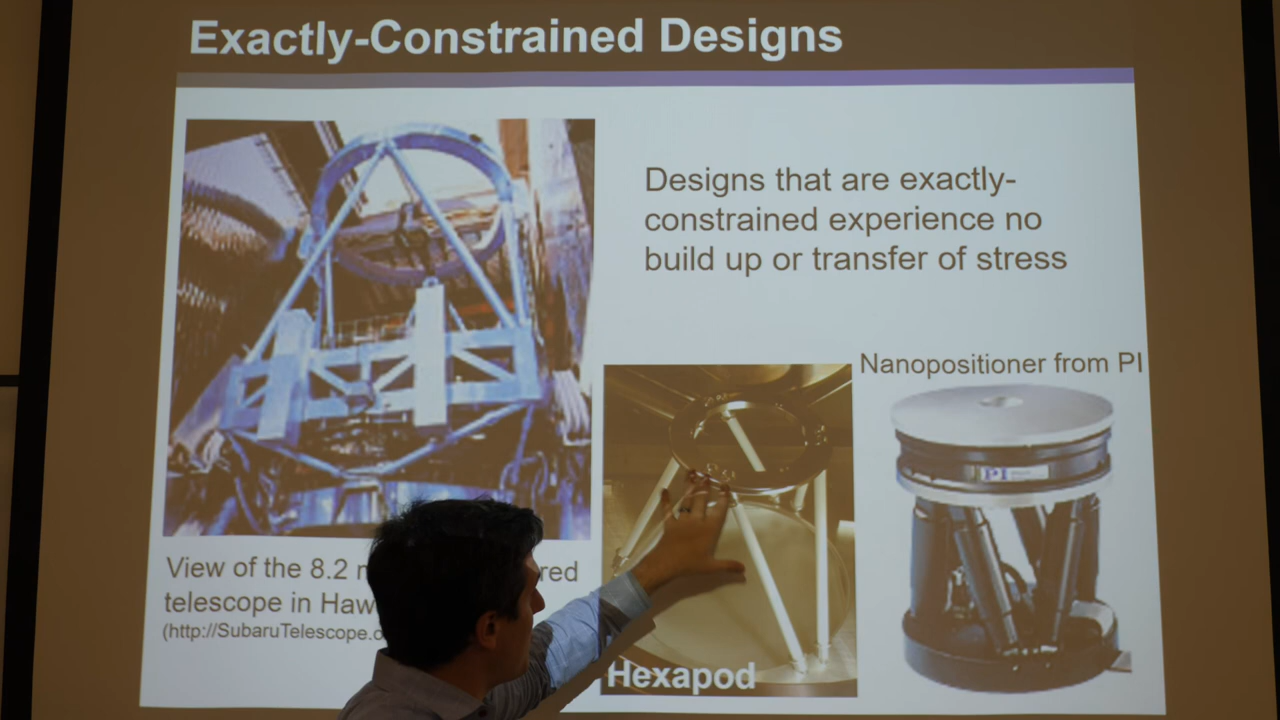 Exactly-Constrained Designs
Designs that are exactly-
constrained experience no
build up or transfer of stress
Nanopositioner from PI
PI
View of the 8.2 m red
telescope in Haw
(http://SubaruTelescope.o
Hexapod